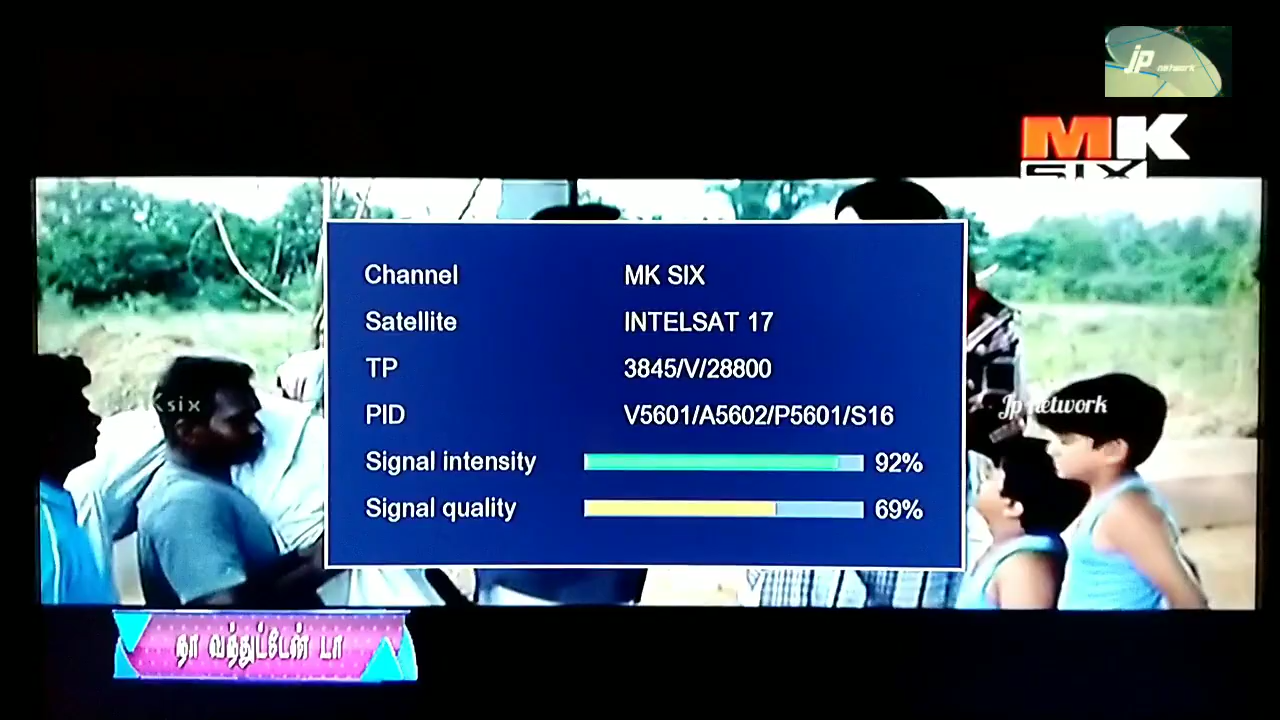 jp network
MK
SIX
Channel MK SIX
Satellite INTELSAT 17
TP 3845/V/28800
PID V5601/A5602/P5601/S16
Signal intensity 92%
Signal quality 69%
Ksix
Jp network
தா வந்துட்டேண் டா